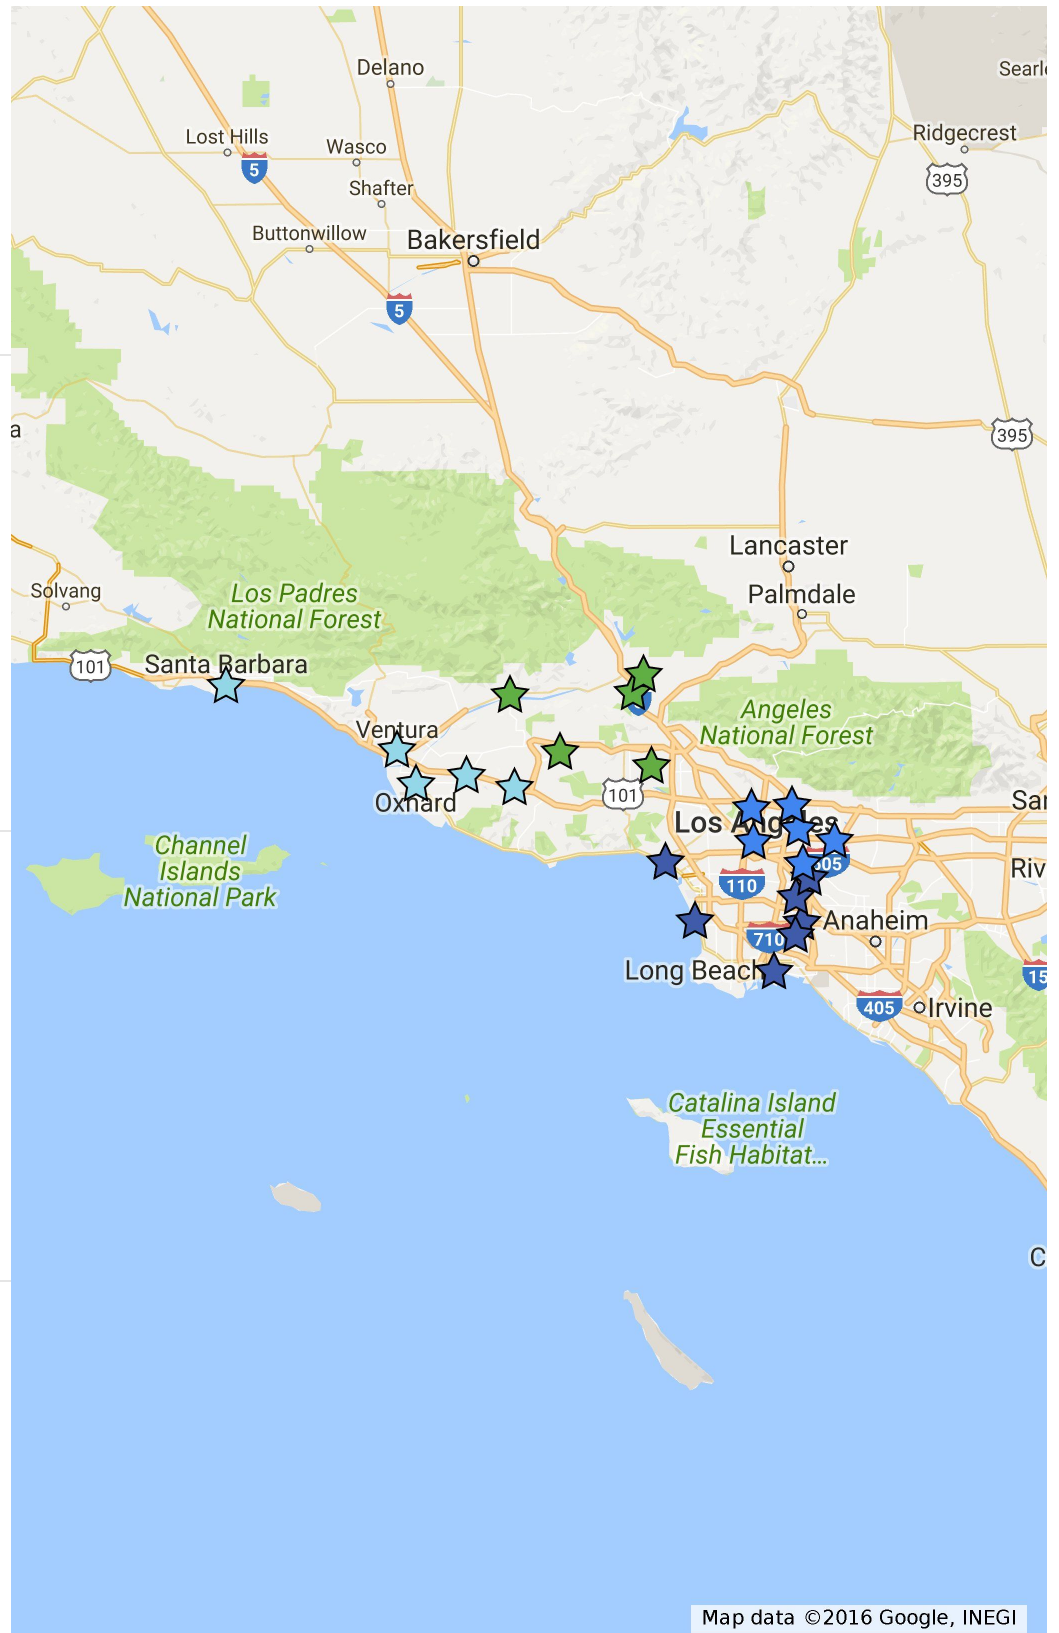 Delano
Searl
Lost Hills
Ridgecrest
Wasco
5
395
Shafter
Buttonwillow
Bakersfield
5
a
395
Lancaster
Solvang
Los Padres
National Forest
Palmdale
101
Santa Barbara
Angeles
National Forest
Ventura
101
San
Oxnard
Los Angeles
Channel
Islands
National Park
605
Riv
110
Anaheim
710
Long Beach
15
405
Irvine
Catalina Island
Essential
Fish Habitat...
C
Map data ©2016 Google, INEGI